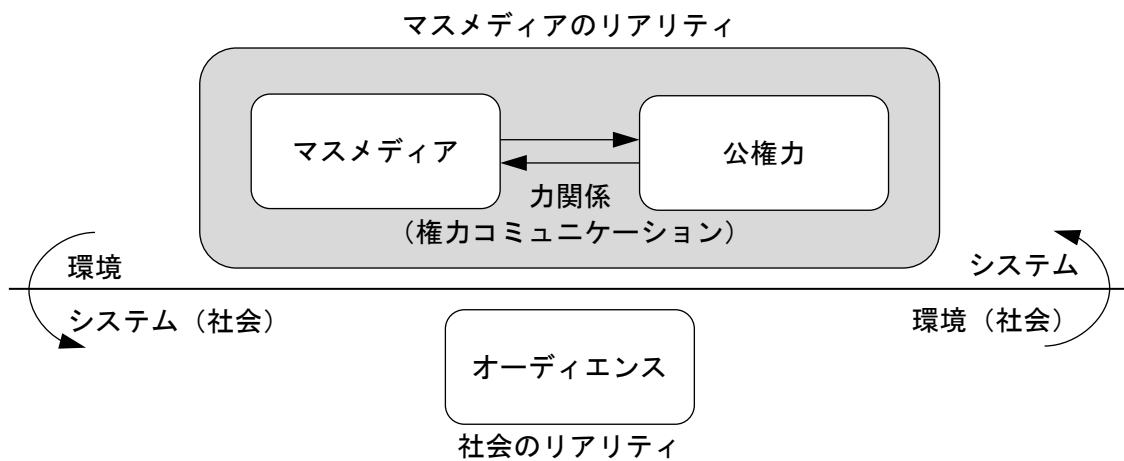 マスメディアのリアリティ
マスメディア
公権力
力関係
（権力コミュニケーション）
環境
システム
システム（社会）
環境（社会）
オーディエンス
社会のリアリティ